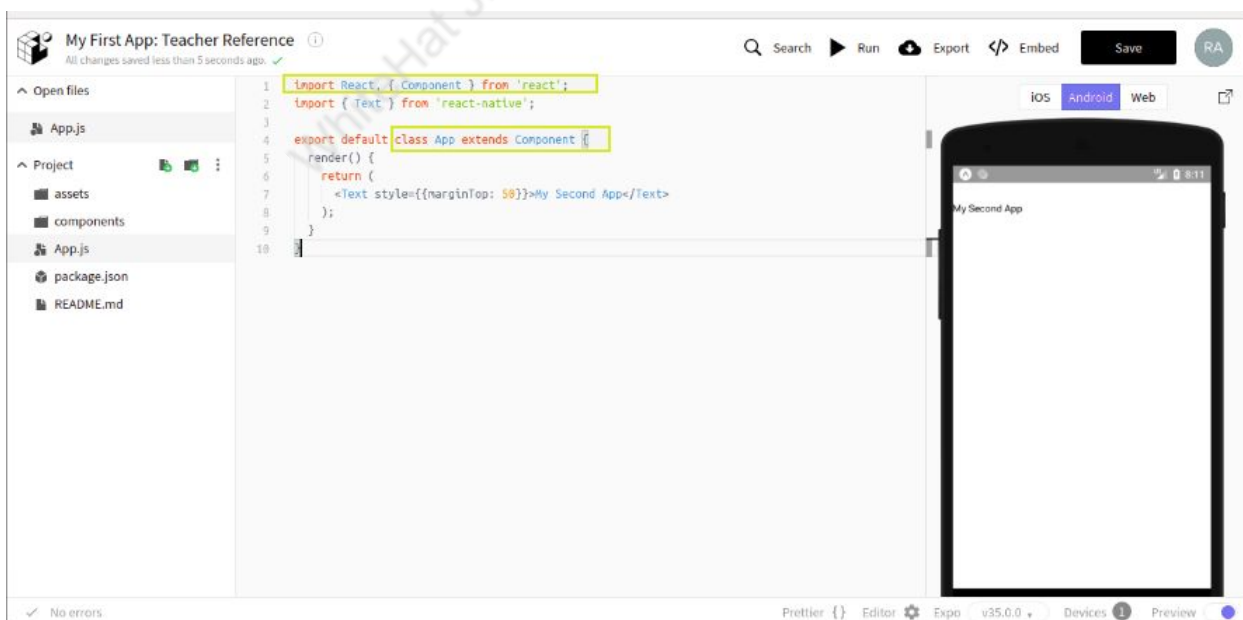 My First App: Teacher Reference
All changes saved less than 5 seconds ago.
Search
Run
Export
</> Embed
Save
RA
Open files
App.js
Project
assets
components
App.js
package.json
README.md
1 import React, { Component } from 'react';
2 import { Text } from 'react-native';
3
4 export default class App extends Component {
5 render() {
6 return (
7 <Text style={{marginTop: 50}}>My Second App</Text>
8 );
9 }
10 }
iOS
Android
Web
8:11
My Second App
No errors
Prettier {}
Editor
Expo
v35.0.0
Devices 1
Preview
WhiteHat